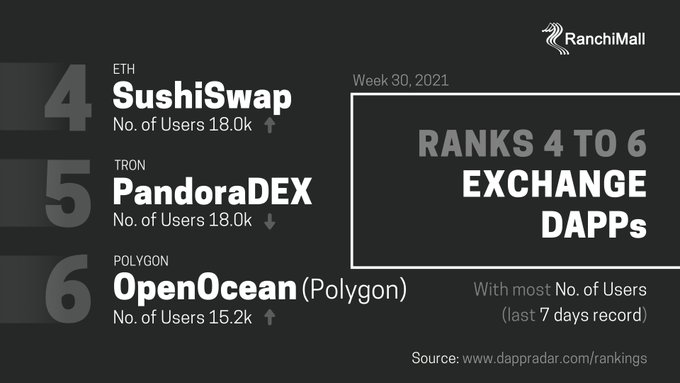 RanchiMall
Week 30, 2021
RANKS 4 TO 6
EXCHANGE
DAPPs
4
ETH
SushiSwap
No. of Users 18.0k
5
TRON
PandoraDEX
No. of Users 18.0k
6
POLYGON
OpenOcean (Polygon)
No. of Users 15.2k
With most No. of Users
(last 7 days record)
Source: www.dappradar.com/rankings